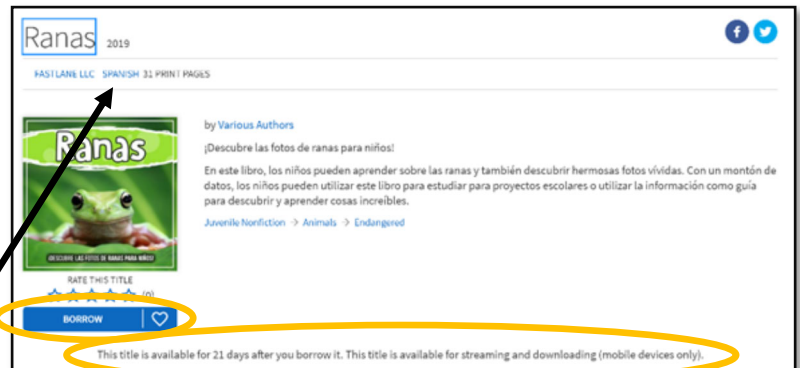 Ranas 2019
FASTLANE LLC SPANISH 31 PRINT PAGES
Ranas
¡DESCUBRE LAS FOTOS DE RANAS PARA NIÑOS!
by Various Authors
¡Descubre las fotos de ranas para niños!
En este libro, los niños pueden aprender sobre las ranas y también descubrir hermosas fotos vívidas. Con un montón de
datos, los niños pueden utilizar este libro para estudiar para proyectos escolares o utilizar la información como guía
para descubrir y aprender cosas increíbles.
Juvenile Nonfiction → Animals → Endangered
RATE THIS TITLE
(0)
BORROW
This title is available for 21 days after you borrow it. This title is available for streaming and downloading (mobile devices only).